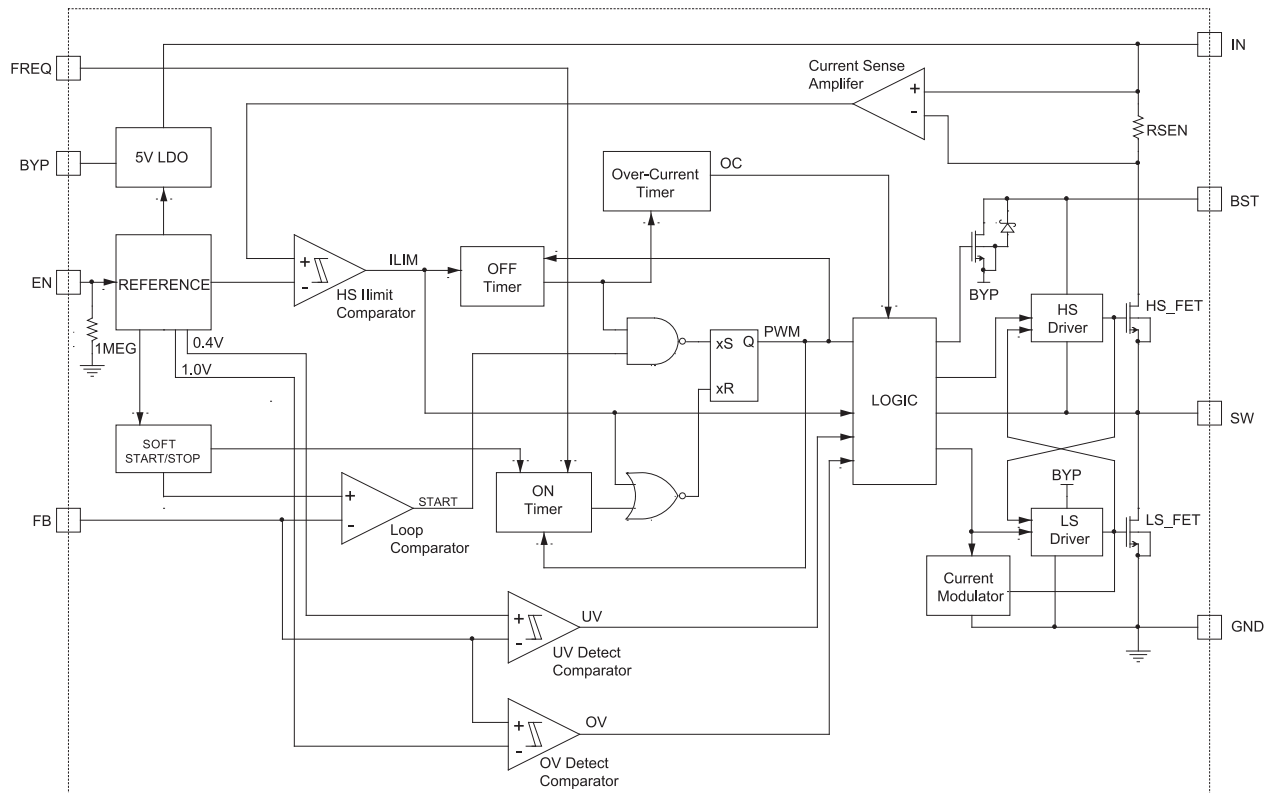 IN
FREQ
Current Sense
Amplifer
+
-
RSEN
BYP
5V LDO
Over-Current
Timer
OC
BST
EN
REFERENCE
+
-
ILIM
HS Ilimit
Comparator
OFF
Timer
BYP
HS
Driver
HS_FET
1MEG
0.4V
1.0V
xS
Q
xR
PWM
LOGIC
SW
SOFT
START/STOP
FB
+
-
START
Loop
Comparator
ON
Timer
BYP
LS
Driver
LS_FET
Current
Modulator
+
-
UV
UV Detect
Comparator
GND
+
-
OV
OV Detect
Comparator